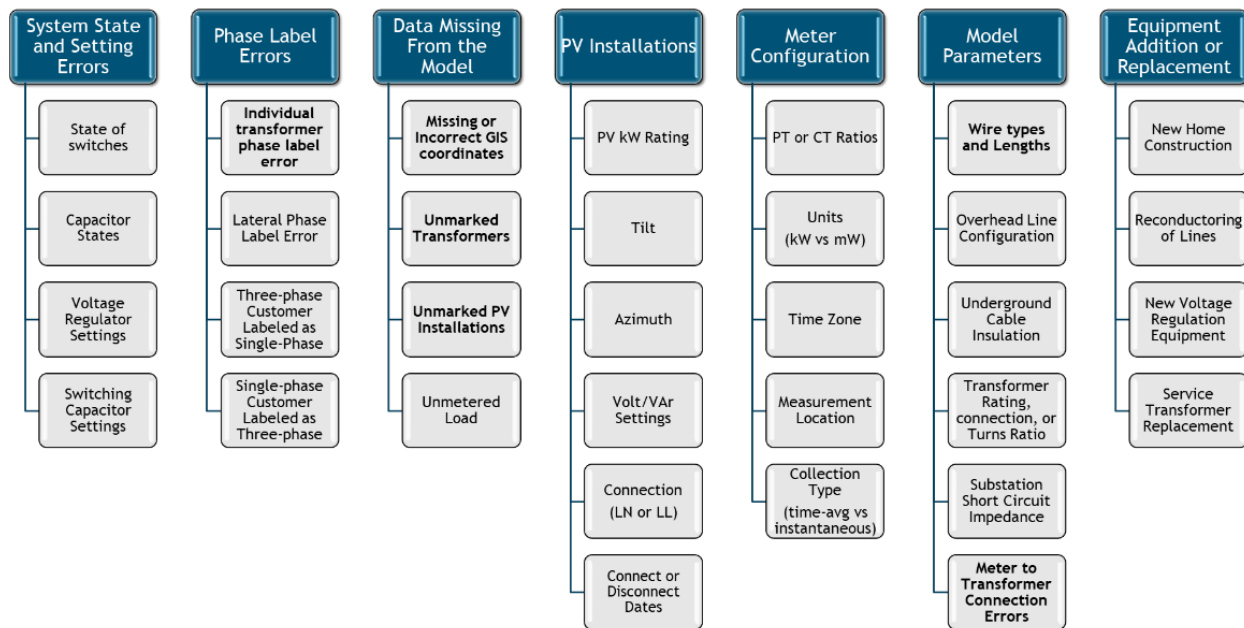 System State
and Setting
Errors
State of
switches
Capacitor
States
Voltage
Regulator
Settings
Switching
Capacitor
Settings
Phase Label
Errors
Individual
transformer
phase label
error
Lateral Phase
Label Error
Three-phase
Customer
Labeled as
Single-Phase
Single-phase
Customer
Labeled as
Three-phase
Data Missing
From the
Model
Missing or
Incorrect GIS
coordinates
Unmarked
Transformers
Unmarked PV
Installations
Unmetered
Load
PV Installations
PV kW Rating
Tilt
Azimuth
Volt/VAr
Settings
Connection
(LN or LL)
Connect or
Disconnect
Dates
Meter
Configuration
PT or CT Ratios
Units
(kW vs mW)
Time Zone
Measurement
Location
Collection
Type
(time-avg vs
instantaneous)
Model
Parameters
Wire types
and Lengths
Overhead Line
Configuration
Underground
Cable
Insulation
Transformer
Rating,
connection, or
Turns Ratio
Substation
Short Circuit
Impedance
Meter to
Transformer
Connection
Errors
Equipment
Addition or
Replacement
New Home
Construction
Reconductoring
of Lines
New Voltage
Regulation
Equipment
Service
Transformer
Replacement